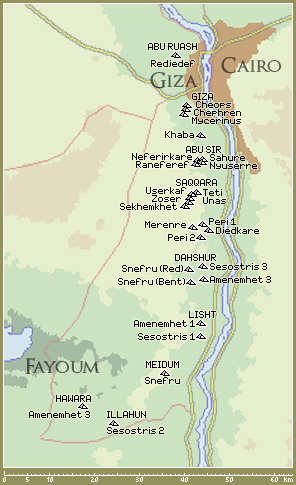 ABU RUASH
Redjedef
GIZA
CAIRO
GIZA
Cheops
Chephren
Mycerinus
Khaba
ABU SIR
Neferirkare
Sahure
Raneferef
Nyuserre
SAQQARA
Userkaf
Teti
Zoser
Unas
Sekhemkhet
Merenre
Pepi 1
Djedkare
Pepi 2
DAHSHUR
Snefru (Red)
Sesostris 3
Snefru (Bent)
Amenemhet 3
LISHT
Amenemhet 1
Sesostris 1
FAYOUM
MEIDUM
Snefru
HAWARA
Amenemhet 3
ILLAHUN
Sesostris 2
0 5 10 20 30 40 50 60 km